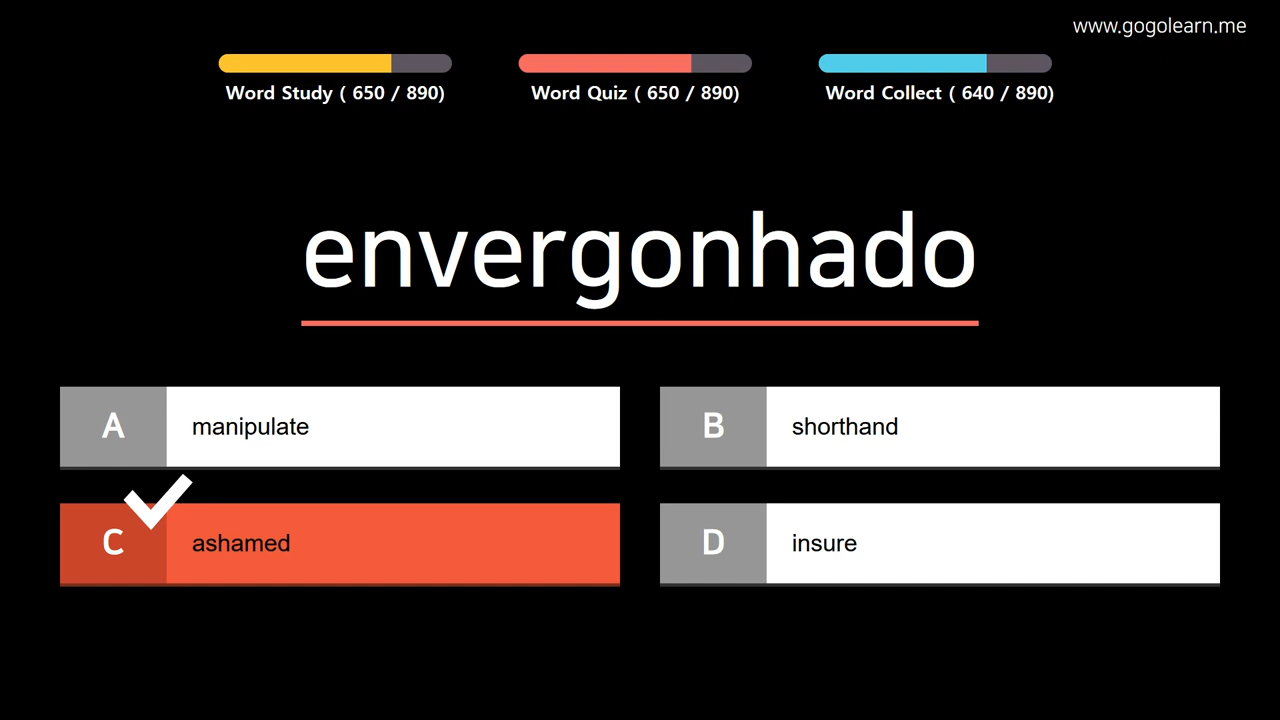 www.gogolearn.me
Word Study ( 650 / 890)
Word Quiz ( 650 / 890)
Word Collect ( 640 / 890)
envergonhado
A manipulate
B shorthand
C ashamed
D insure